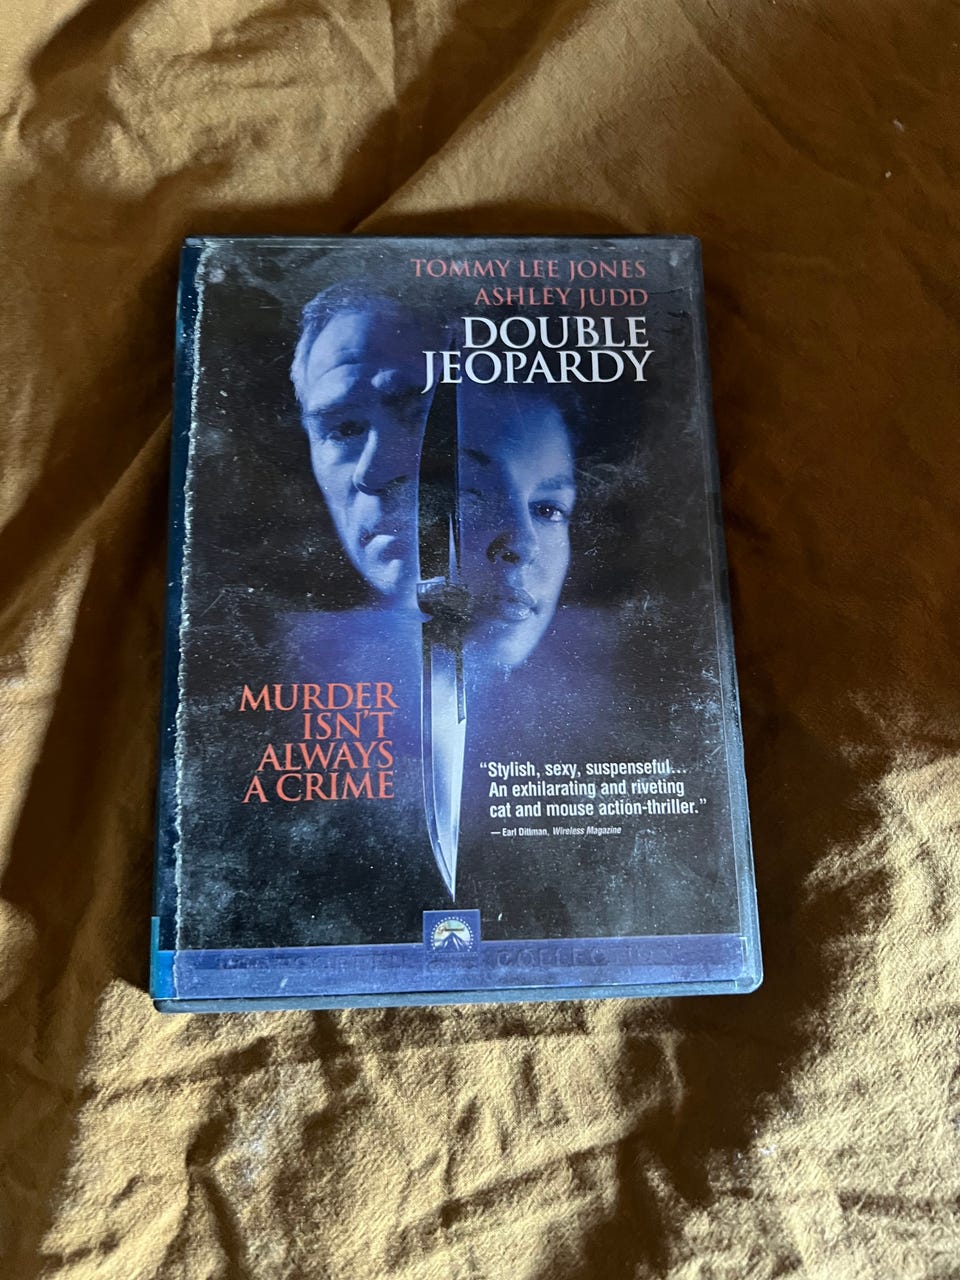 TOMMY LEE JONES
ASHLEY JUDD
DOUBLE
JEOPARDY
MURDER
ISN'T
ALWAYS
A CRIME
“Stylish, sexy, suspenseful…
An exhilarating and riveting
cat and mouse action-thriller.”
— Earl Dittman, Wireless Magazine